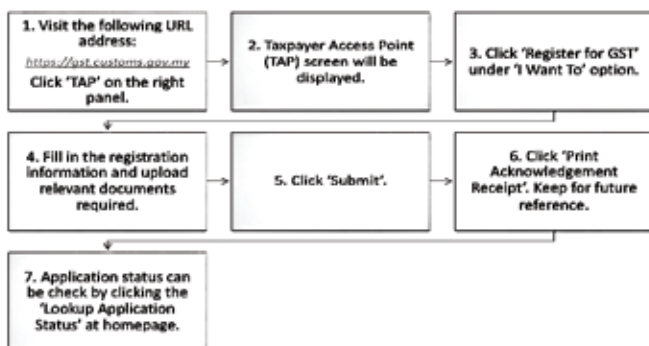 1. Visit the following URL
address:
https://gst.customs.gov.my
Click 'TAP' on the right
panel.
2. Taxpayer Access Point
(TAP) screen will be
displayed.
3. Click 'Register for GST'
under 'I Want To' option.
4. Fill in the registration
information and upload
relevant documents
required.
5. Click 'Submit'.
6. Click 'Print
Acknowledgement
Receipt'. Keep for future
reference.
7. Application status can
be check by clicking the
'Lookup Application
Status' at homepage.